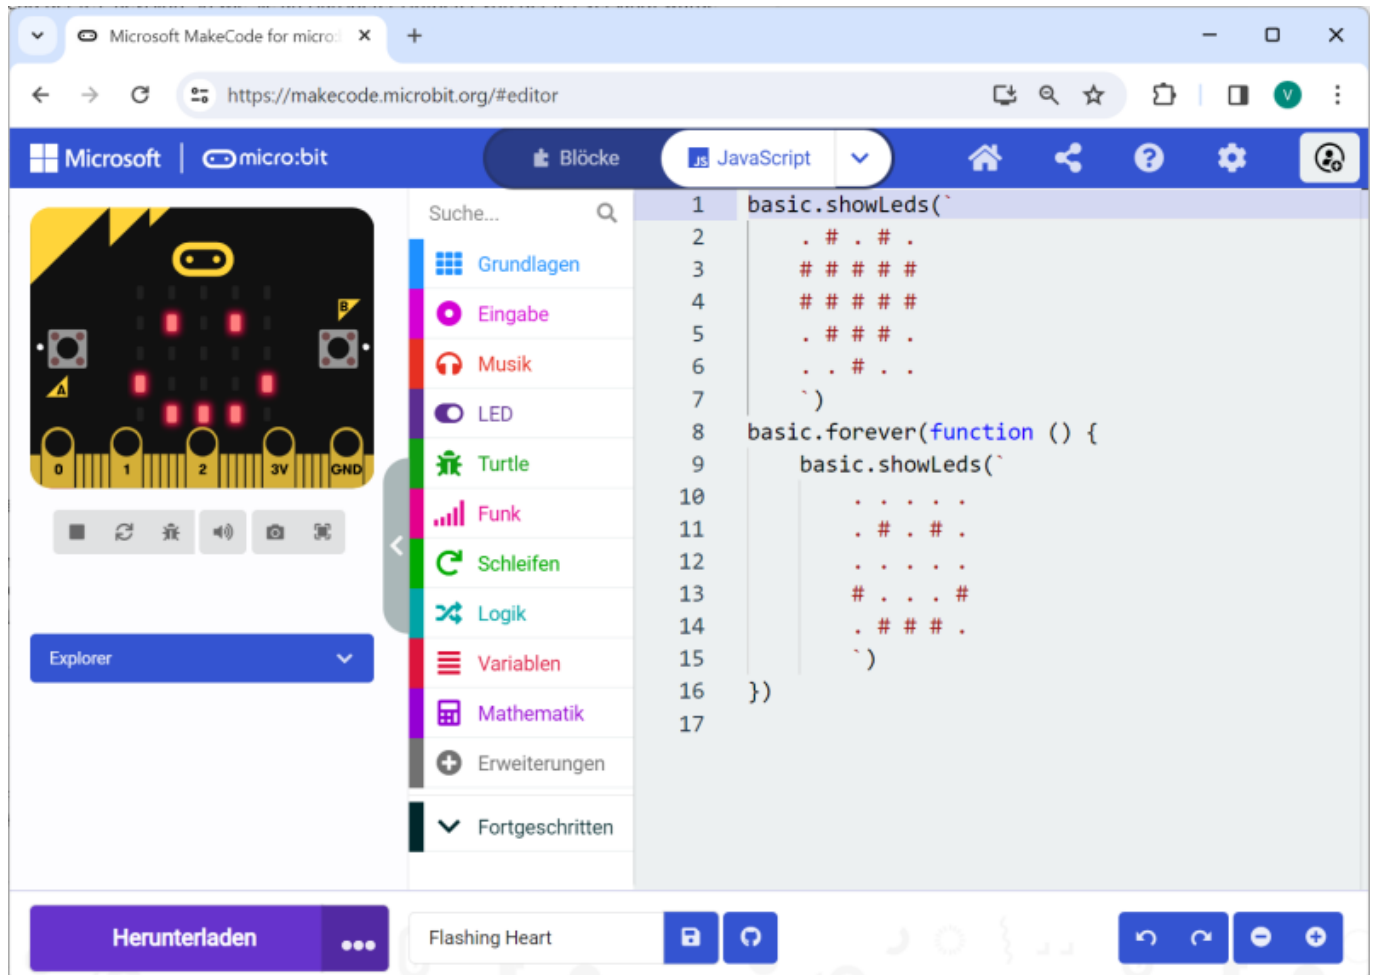 Microsoft MakeCode for micro:
https://makecode.microbit.org/#editor
V
Microsoft | micro:bit
Blöcke
JS JavaScript
A
B
0 1 2 3V GND
Explorer
Suche...
Grundlagen
Eingabe
Musik
LED
Turtle
Funk
Schleifen
Logik
Variablen
Mathematik
Erweiterungen
Fortgeschritten
1 basic.showLeds(`
2 . # . # .
3 # # # # #
4 # # # # #
5 . # # # .
6 . . # . .
7 `)
8 basic.forever(function () {
9 basic.showLeds(`
10 . . . . .
11 . # . # .
12 . . . . .
13 # . . . #
14 . # # # .
15 `)
16 })
17
Herunterladen
Flashing Heart